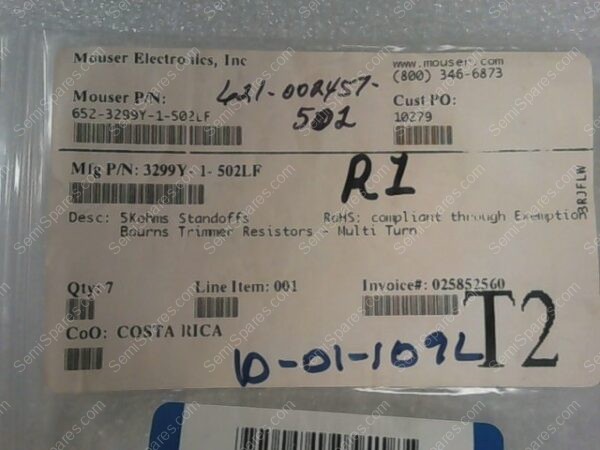 Mouser Electronics, Inc
www.mouser.com
(800) 346-6873
Mouser P/N:
652-3299Y-1-502LF
L21-002457-
502
Cust PO:
10279
Mfg P/N: 3299Y-1-502LF
R1
Desc: 5Kohms Standoffs
Bourns Trimmer Resistors - Multi Turn
RoHS: compliant through Exemption
BRJFLW
Qty: 7
Line Item: 001
Invoice#: 025852560
CoO: COSTA RICA
T2
10-01-109L
SemiSpares.com